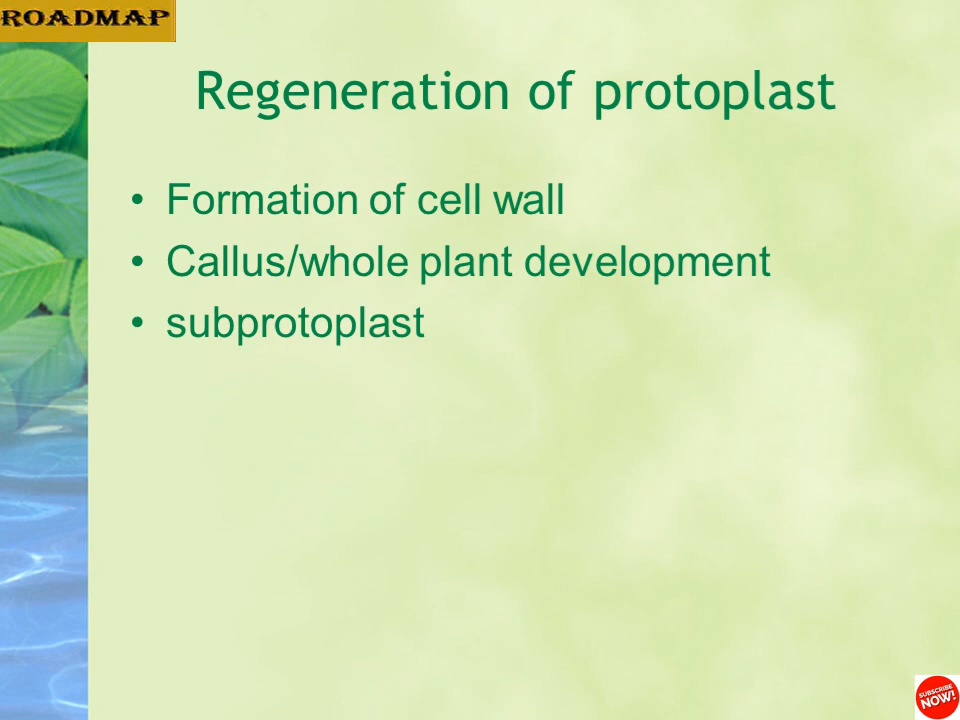 ROADMAP
Regeneration of protoplast
• Formation of cell wall
• Callus/whole plant development
• subprotoplast
SUBSCRIBE
NOW!